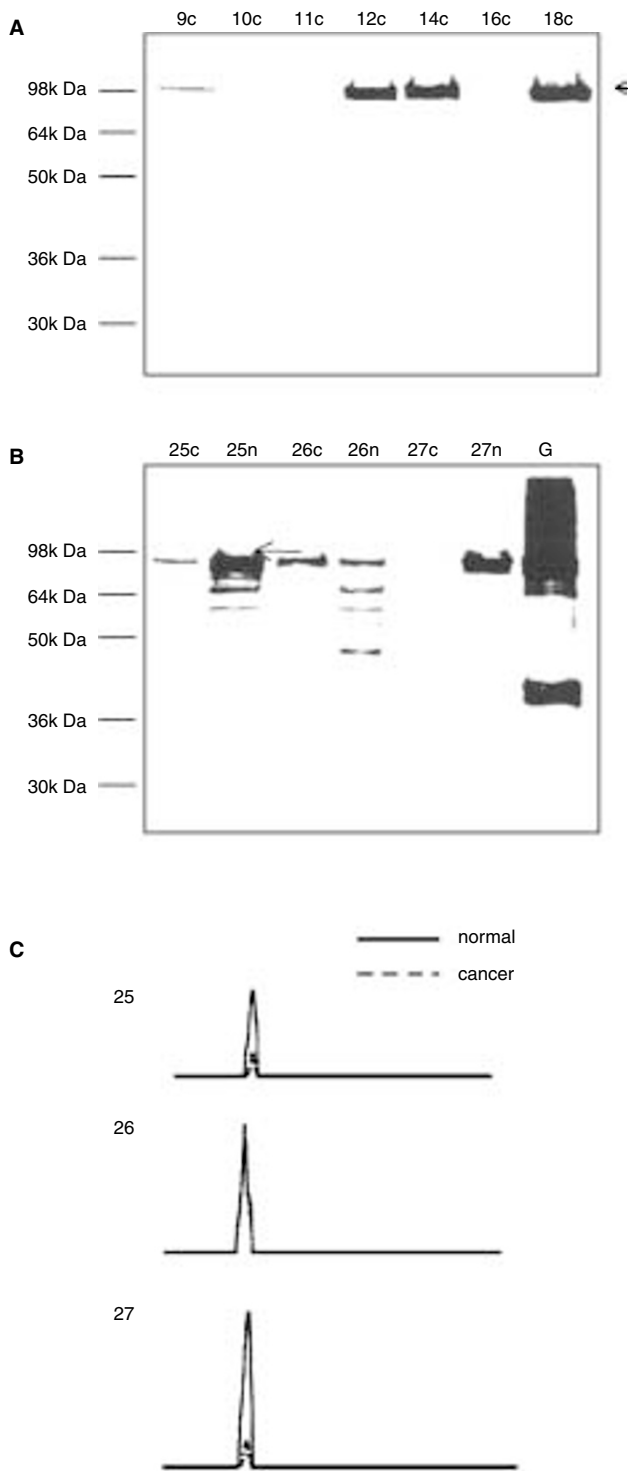 A
9c 10c 11c 12c 14c 16c 18c
98k Da
64k Da
50k Da
36k Da
30k Da
B
25c 25n 26c 26n 27c 27n G
98k Da
64k Da
50k Da
36k Da
30k Da
C
normal
cancer
25
26
27